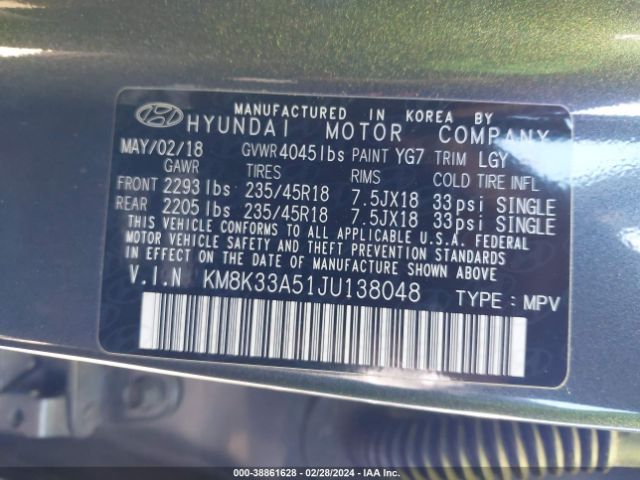 MANUFACTURED IN KOREA BY
HYUNDAI MOTOR COMPANY
MAY/02/18 GVWR 4045lbs PAINT YG7 TRIM LGY
GAWR TIRES RIMS COLD TIRE INFL
FRONT 2293 lbs 235/45R18 7.5JX18 33psi SINGLE
REAR 2205 lbs 235/45R18 7.5JX18 33psi SINGLE
THIS VEHICLE CONFORMS TO ALL APPLICABLE U.S.A. FEDERAL
MOTOR VEHICLE SAFETY AND THEFT PREVENTION STANDARDS
IN EFFECT ON THE DATE OF MANUFACTURE SHOWN ABOVE.
V.I.N KM8K33A51JU138048 TYPE: MPV
000-38861628 - 02/28/2024 - IAA Inc.